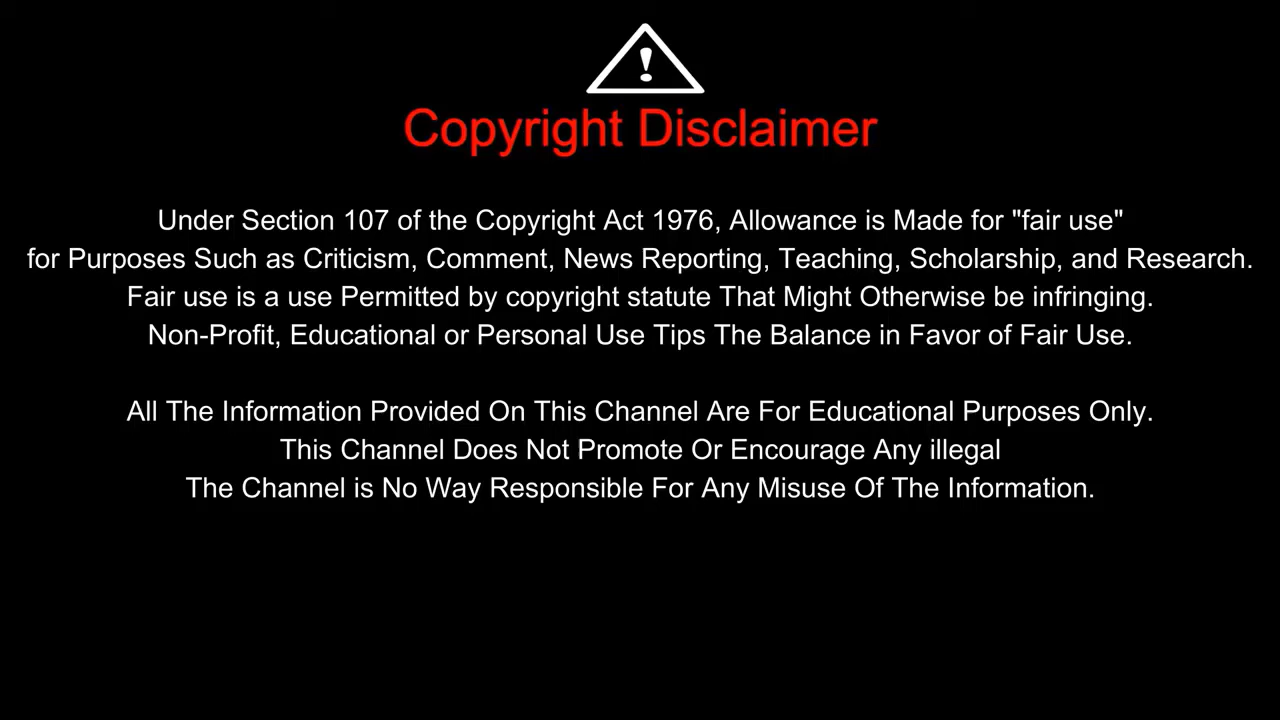 Copyright Disclaimer
Under Section 107 of the Copyright Act 1976, Allowance is Made for "fair use"
for Purposes Such as Criticism, Comment, News Reporting, Teaching, Scholarship, and Research.
Fair use is a use Permitted by copyright statute That Might Otherwise be infringing.
Non-Profit, Educational or Personal Use Tips The Balance in Favor of Fair Use.
All The Information Provided On This Channel Are For Educational Purposes Only.
This Channel Does Not Promote Or Encourage Any illegal
The Channel is No Way Responsible For Any Misuse Of The Information.